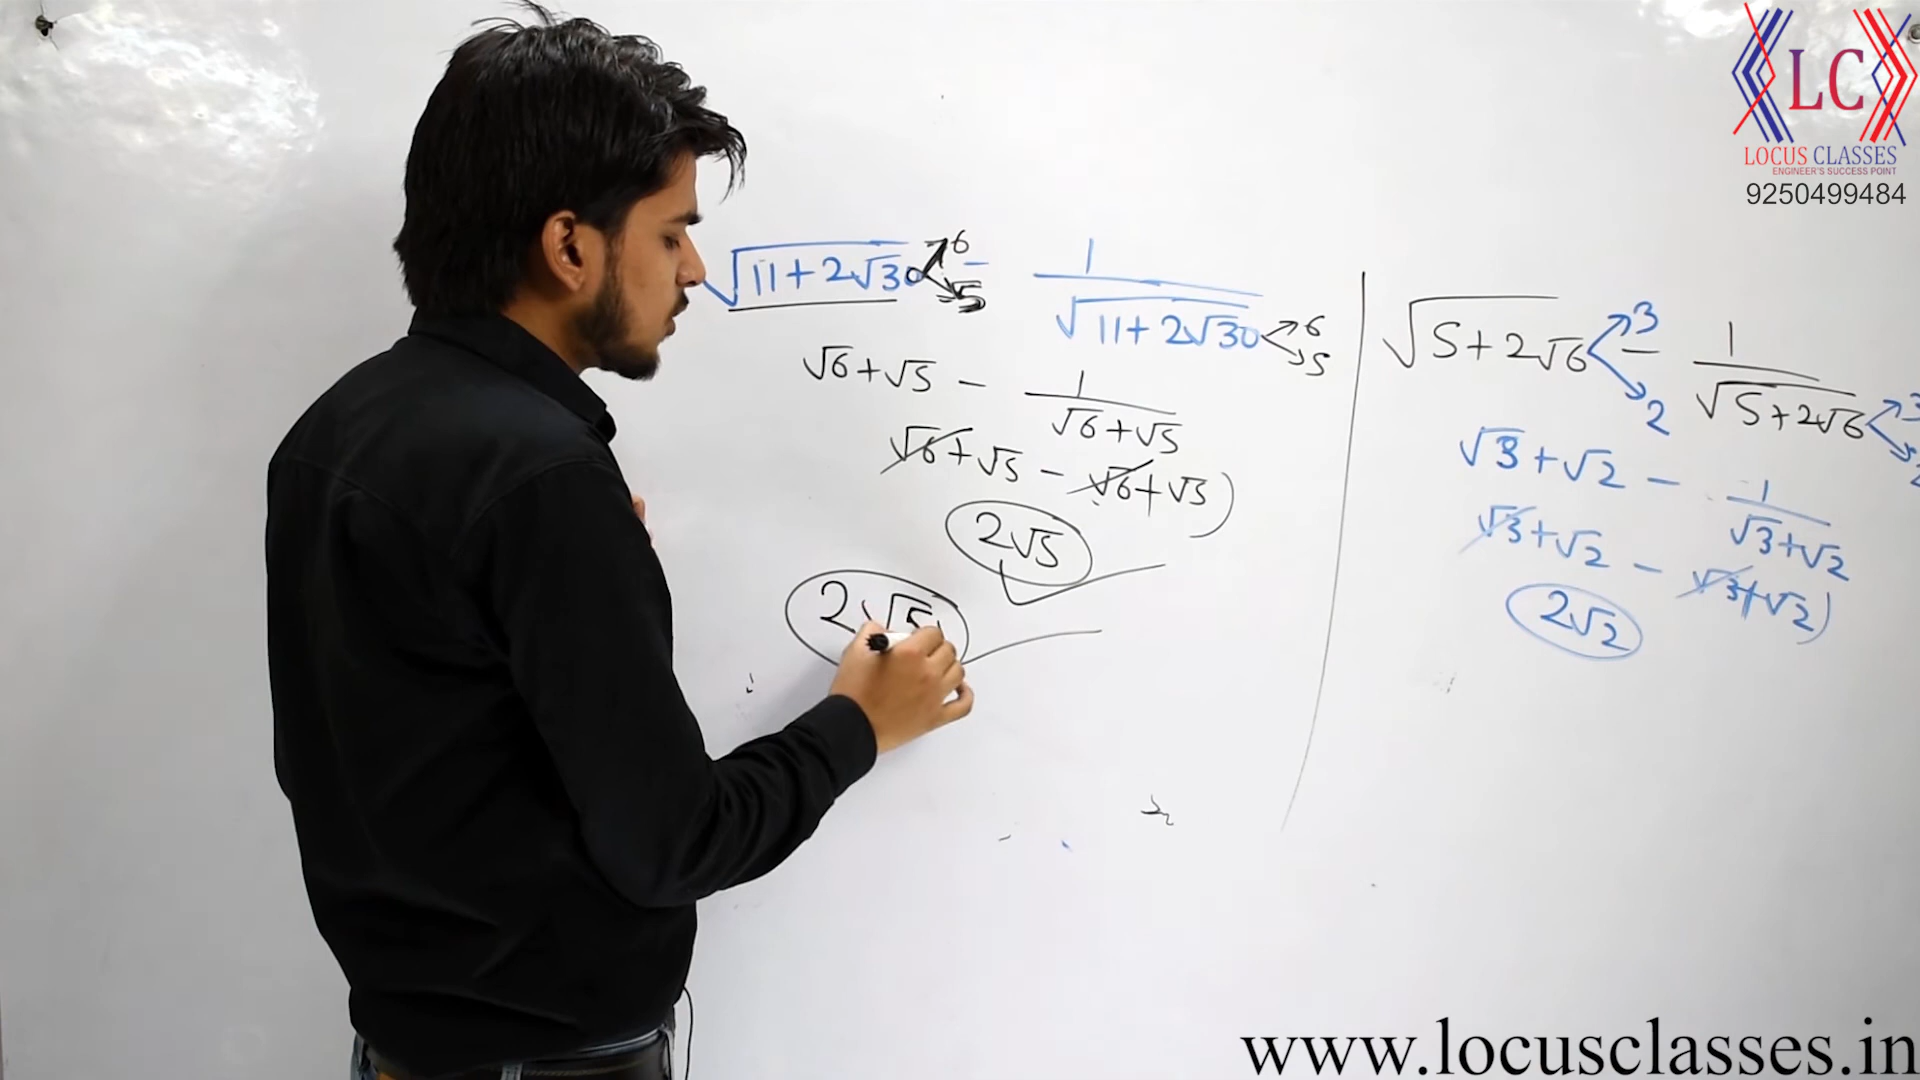 LC
LOCUS CLASSES
ENGINEER'S SUCCESS POINT
9250499484
√11+2√30 6 5 - 1
√11+2√30 6 5
√6+√5 - 1
√6+√5
√6+√5 - √6+√5)
2√5
2√5
√5+2√6 3 2 - 1
√5+2√6 3 2
√3+√2 - 1
√3+√2
√3+√2 - √3+√2)
2√2
www.locusclasses.in